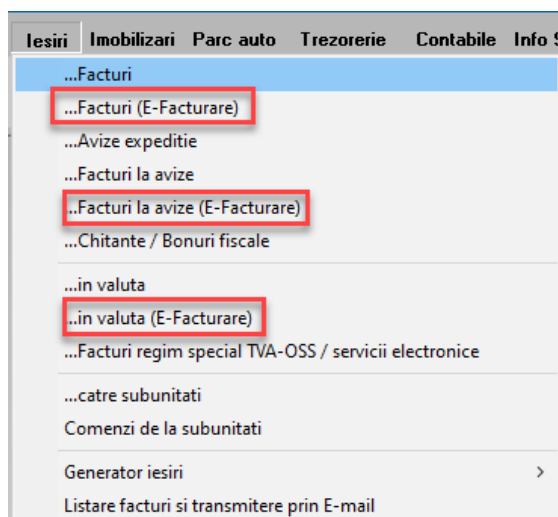 Iesiri Imobilizari Parc auto Trezorerie Contabile Info
...Facturi
...Facturi (E-Facturare)
...Avize expeditie
...Facturi la avize
...Facturi la avize (E-Facturare)
...Chitante / Bonuri fiscale
...in valuta
...in valuta (E-Facturare)
...Facturi regim special TVA-OSS / servicii electronice
...catre subunitati
Comenzi de la subunitati
Generator iesiri
Listare facturi si transmitere prin E-mail